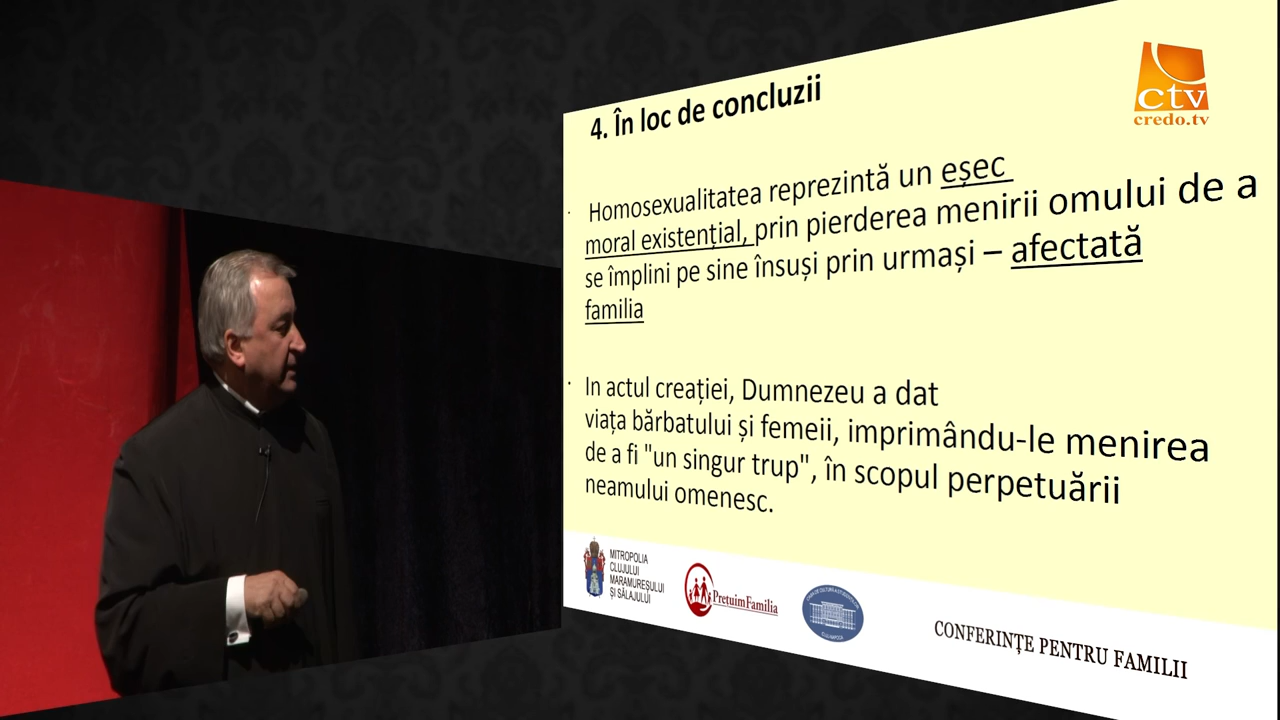 ctv
credo.tv
4. În loc de concluzii
Homosexualitatea reprezintă un eșec
moral existențial, prin pierderea menirii omului de a
se împlini pe sine însuși prin urmași – afectată
familia
In actul creației, Dumnezeu a dat
viața bărbatului și femeii, imprimându-le menirea
de a fi "un singur trup", în scopul perpetuării
neamului omenesc.
MITROPOLIA
CLUJULUI
MARAMUREȘULUI
ȘI SĂLAJULUI
PretuimFamilia
CONFERINȚE PENTRU FAMILII